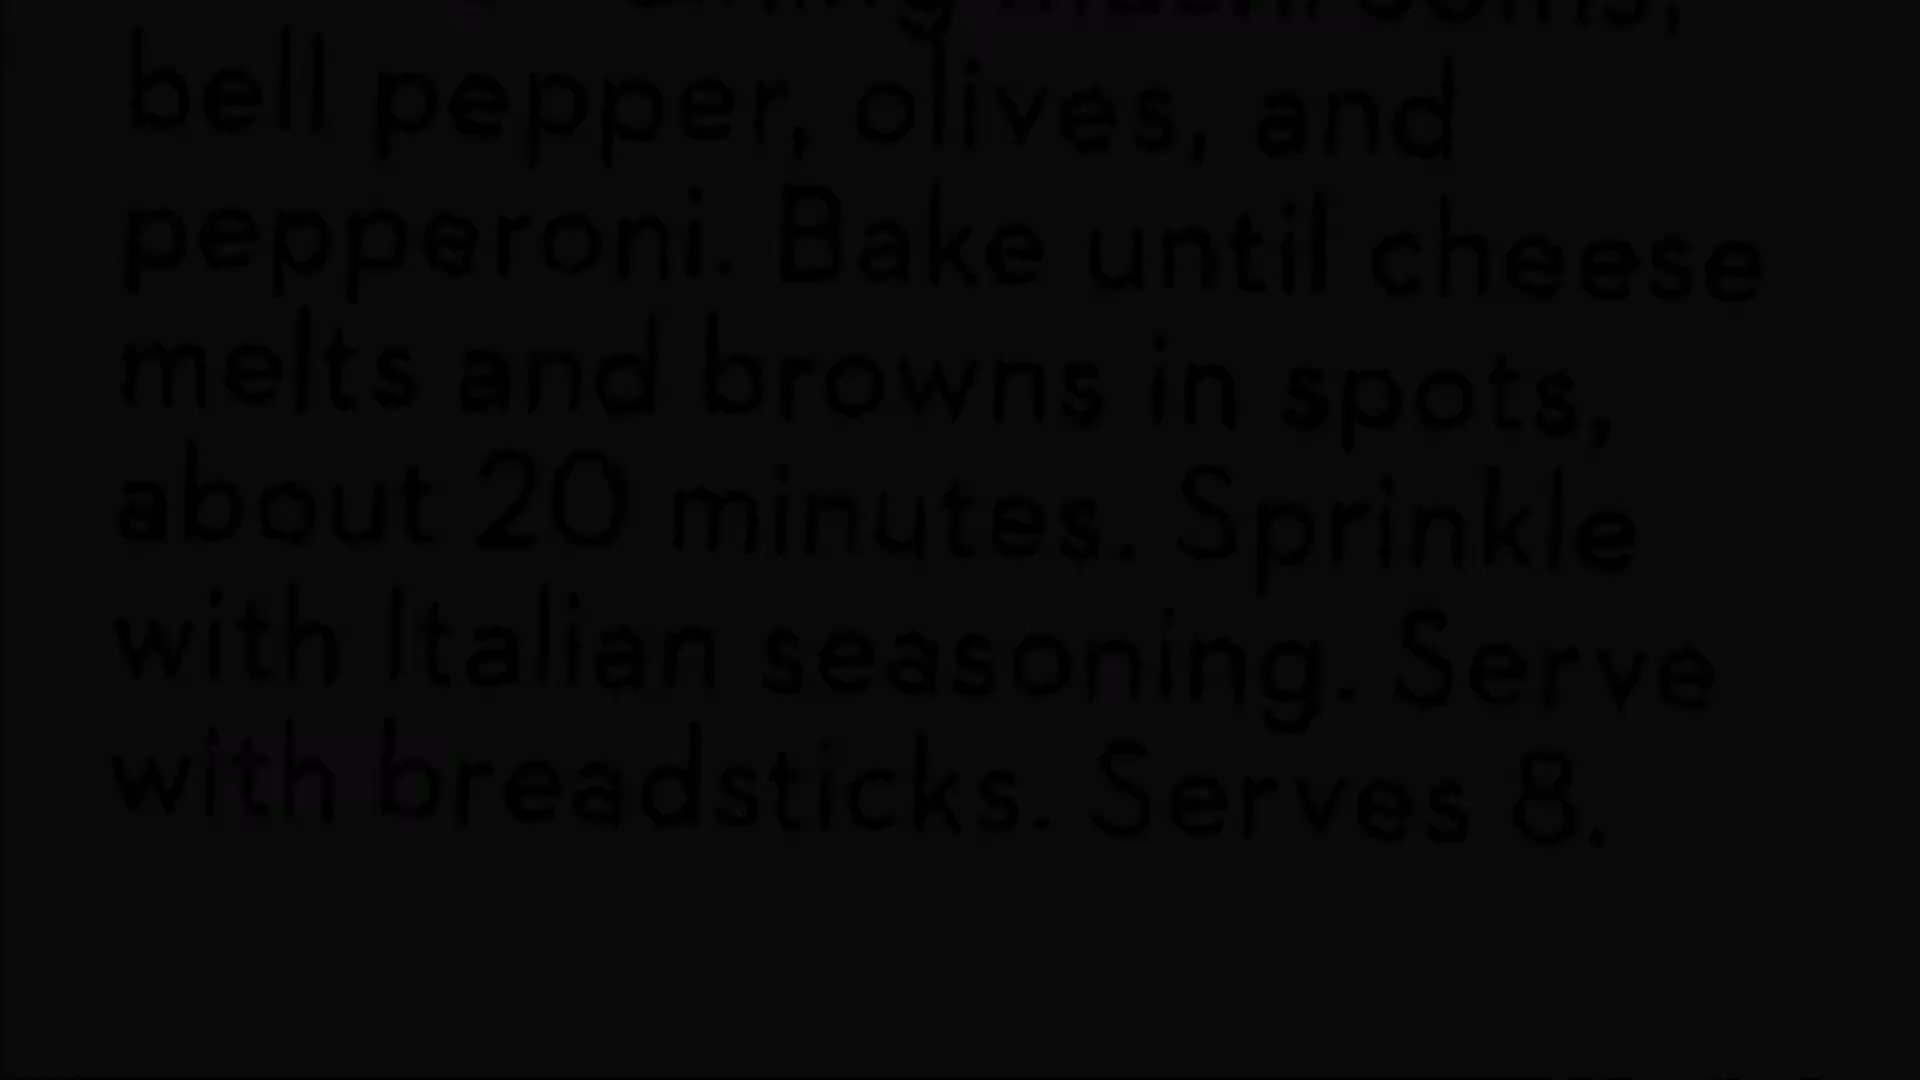 mushrooms,
bell pepper, olives, and
pepperoni. Bake until cheese
melts and browns in spots,
about 20 minutes. Sprinkle
with Italian seasoning. Serve
with breadsticks. Serves 8.